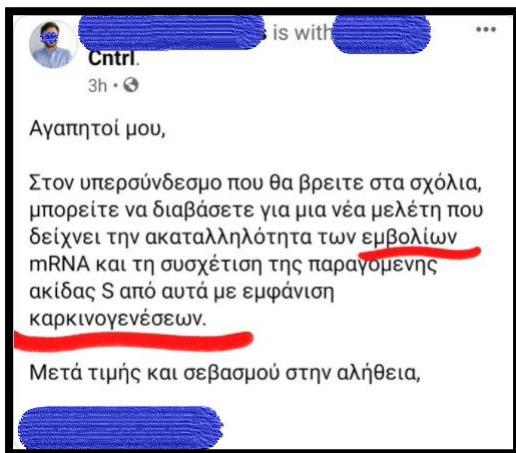 s is with
Cntrl.
3h
Αγαπητοί μου,
Στον υπερσύνδεσμο που θα βρειτε στα σχόλια,
μπορείτε να διαβάσετε για μια νέα μελέτη που
δείχνει την ακαταλληλότητα των εμβολίων
mRNA και τη συσχέτιση της παραγόμενης
ακίδας S από αυτά με εμφάνιση
καρκινογενέσεων.
Μετά τιμής και σεβασμού στην αλήθεια,